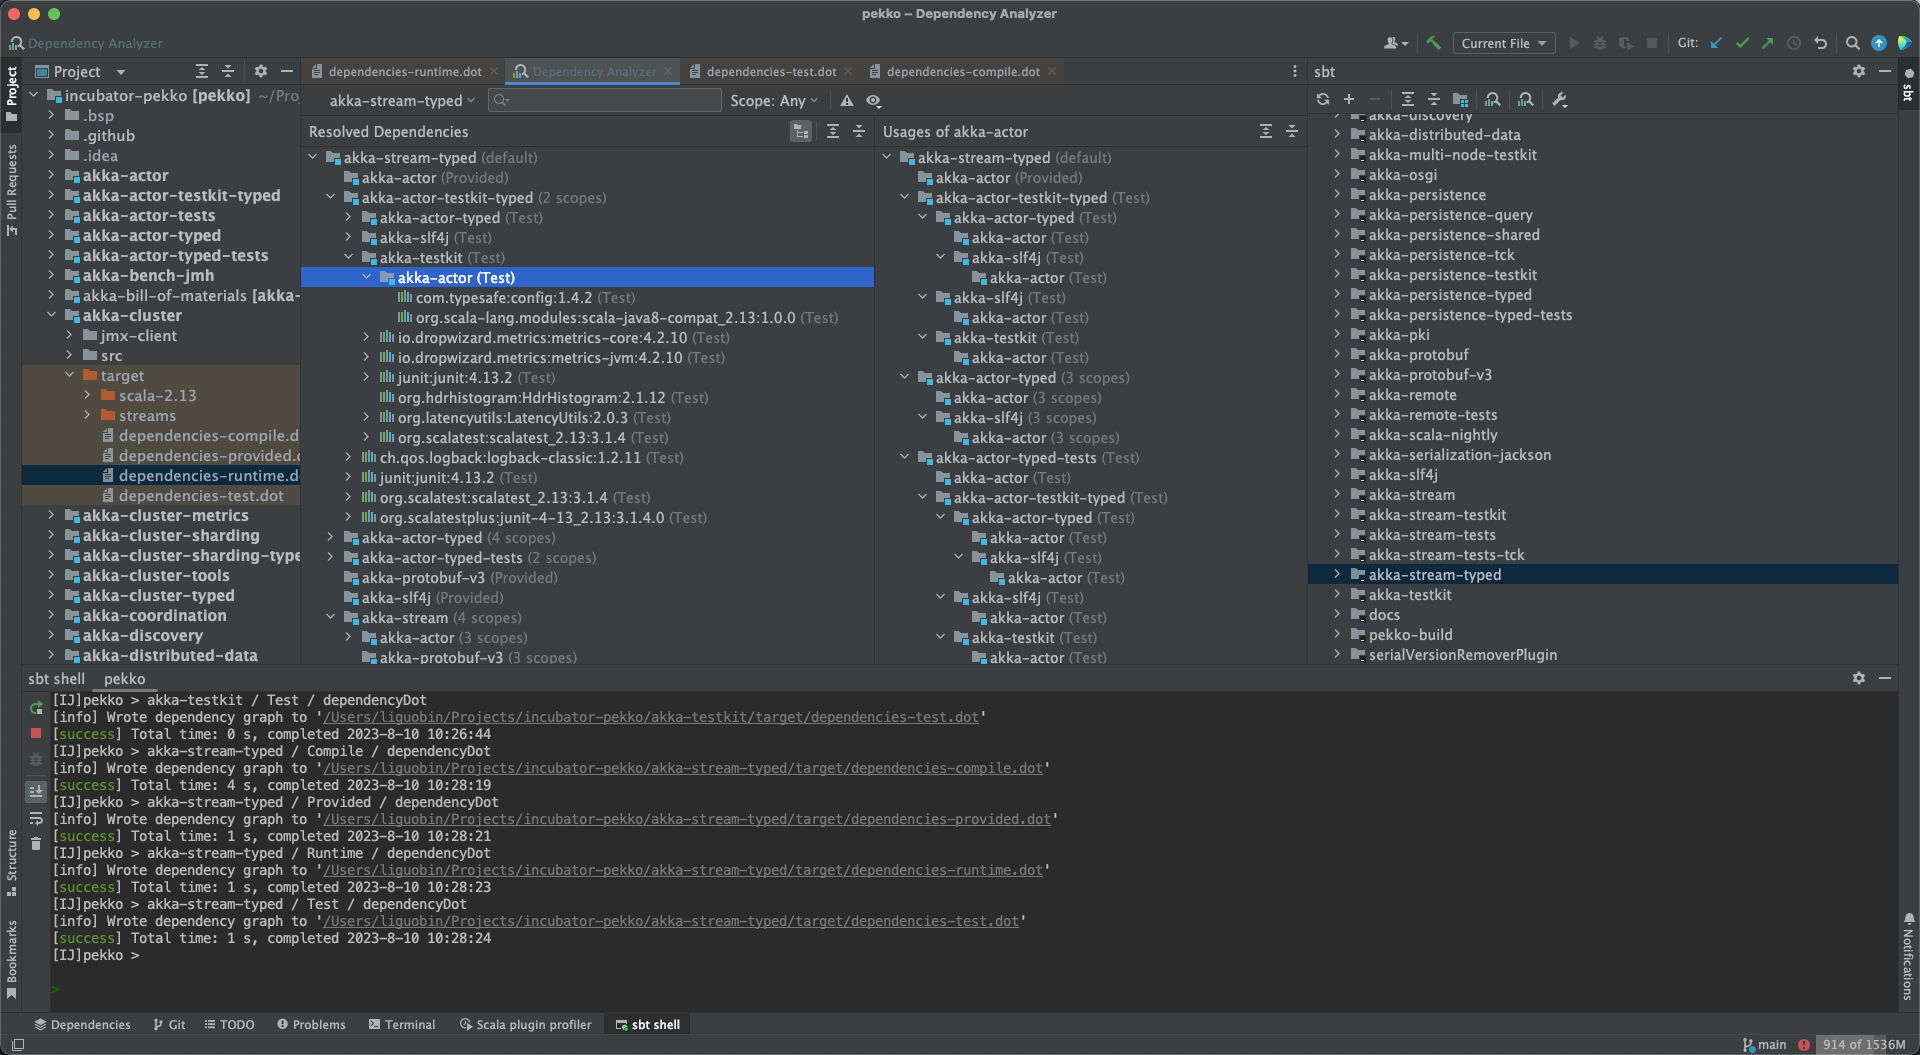 pekko – Dependency Analyzer
Dependency Analyzer
Current File
Git:
Project
dependencies-runtime.dot
Dependency Analyzer
dependencies-test.dot
dependencies-compile.dot
sbt
Project
Pull Requests
Structure
Bookmarks
incubator-pekko [pekko] ~/Pro
.bsp
.github
.idea
akka-actor
akka-actor-testkit-typed
akka-actor-tests
akka-actor-typed
akka-actor-typed-tests
akka-bench-jmh
akka-bill-of-materials [akka-
akka-cluster
jmx-client
src
target
scala-2.13
streams
dependencies-compile.d
dependencies-provided.
dependencies-runtime.d
dependencies-test.dot
akka-cluster-metrics
akka-cluster-sharding
akka-cluster-sharding-type
akka-cluster-tools
akka-cluster-typed
akka-coordination
akka-discovery
akka-distributed-data
akka-stream-typed
Scope: Any
Resolved Dependencies
akka-stream-typed (default)
akka-actor (Provided)
akka-actor-testkit-typed (2 scopes)
akka-actor-typed (Test)
akka-slf4j (Test)
akka-testkit (Test)
akka-actor (Test)
com.typesafe:config:1.4.2 (Test)
org.scala-lang.modules:scala-java8-compat_2.13:1.0.0 (Test)
io.dropwizard.metrics:metrics-core:4.2.10 (Test)
io.dropwizard.metrics:metrics-jvm:4.2.10 (Test)
junit:junit:4.13.2 (Test)
org.hdrhistogram:HdrHistogram:2.1.12 (Test)
org.latencyutils:LatencyUtils:2.0.3 (Test)
org.scalatest:scalatest_2.13:3.1.4 (Test)
ch.qos.logback:logback-classic:1.2.11 (Test)
junit:junit:4.13.2 (Test)
org.scalatest:scalatest_2.13:3.1.4 (Test)
org.scalatestplus:junit-4-13_2.13:3.1.4.0 (Test)
akka-actor-typed (4 scopes)
akka-actor-typed-tests (2 scopes)
akka-protobuf-v3 (Provided)
akka-slf4j (Provided)
akka-stream (4 scopes)
akka-actor (3 scopes)
akka-protobuf-v3 (3 scopes)
Usages of akka-actor
akka-stream-typed (default)
akka-actor (Provided)
akka-actor-testkit-typed (Test)
akka-actor-typed (Test)
akka-actor (Test)
akka-slf4j (Test)
akka-actor (Test)
akka-slf4j (Test)
akka-actor (Test)
akka-testkit (Test)
akka-actor (Test)
akka-actor-typed (3 scopes)
akka-actor (3 scopes)
akka-slf4j (3 scopes)
akka-actor (3 scopes)
akka-actor-typed-tests (Test)
akka-actor (Test)
akka-actor-testkit-typed (Test)
akka-actor-typed (Test)
akka-actor (Test)
akka-slf4j (Test)
akka-actor (Test)
akka-slf4j (Test)
akka-actor (Test)
akka-testkit (Test)
akka-actor (Test)
akka-discovery
akka-distributed-data
akka-multi-node-testkit
akka-osgi
akka-persistence
akka-persistence-query
akka-persistence-shared
akka-persistence-tck
akka-persistence-testkit
akka-persistence-typed
akka-persistence-typed-tests
akka-pki
akka-protobuf
akka-protobuf-v3
akka-remote
akka-remote-tests
akka-scala-nightly
akka-serialization-jackson
akka-slf4j
akka-stream
akka-stream-testkit
akka-stream-tests
akka-stream-tests-tck
akka-stream-typed
akka-testkit
docs
pekko-build
serialVersionRemoverPlugin
sbt
Notifications
sbt shell
pekko
[IJ]pekko > akka-testkit / Test / dependencyDot
[info] Wrote dependency graph to '/Users/liguobin/Projects/incubator-pekko/akka-testkit/target/dependencies-test.dot'
[success] Total time: 0 s, completed 2023-8-10 10:26:44
[IJ]pekko > akka-stream-typed / Compile / dependencyDot
[info] Wrote dependency graph to '/Users/liguobin/Projects/incubator-pekko/akka-stream-typed/target/dependencies-compile.dot'
[success] Total time: 4 s, completed 2023-8-10 10:28:19
[IJ]pekko > akka-stream-typed / Provided / dependencyDot
[info] Wrote dependency graph to '/Users/liguobin/Projects/incubator-pekko/akka-stream-typed/target/dependencies-provided.dot'
[success] Total time: 1 s, completed 2023-8-10 10:28:21
[IJ]pekko > akka-stream-typed / Runtime / dependencyDot
[info] Wrote dependency graph to '/Users/liguobin/Projects/incubator-pekko/akka-stream-typed/target/dependencies-runtime.dot'
[success] Total time: 1 s, completed 2023-8-10 10:28:23
[IJ]pekko > akka-stream-typed / Test / dependencyDot
[info] Wrote dependency graph to '/Users/liguobin/Projects/incubator-pekko/akka-stream-typed/target/dependencies-test.dot'
[success] Total time: 1 s, completed 2023-8-10 10:28:24
[IJ]pekko >
>
Dependencies
Git
TODO
Problems
Terminal
Scala plugin profiler
sbt shell
main
914 of 1536M